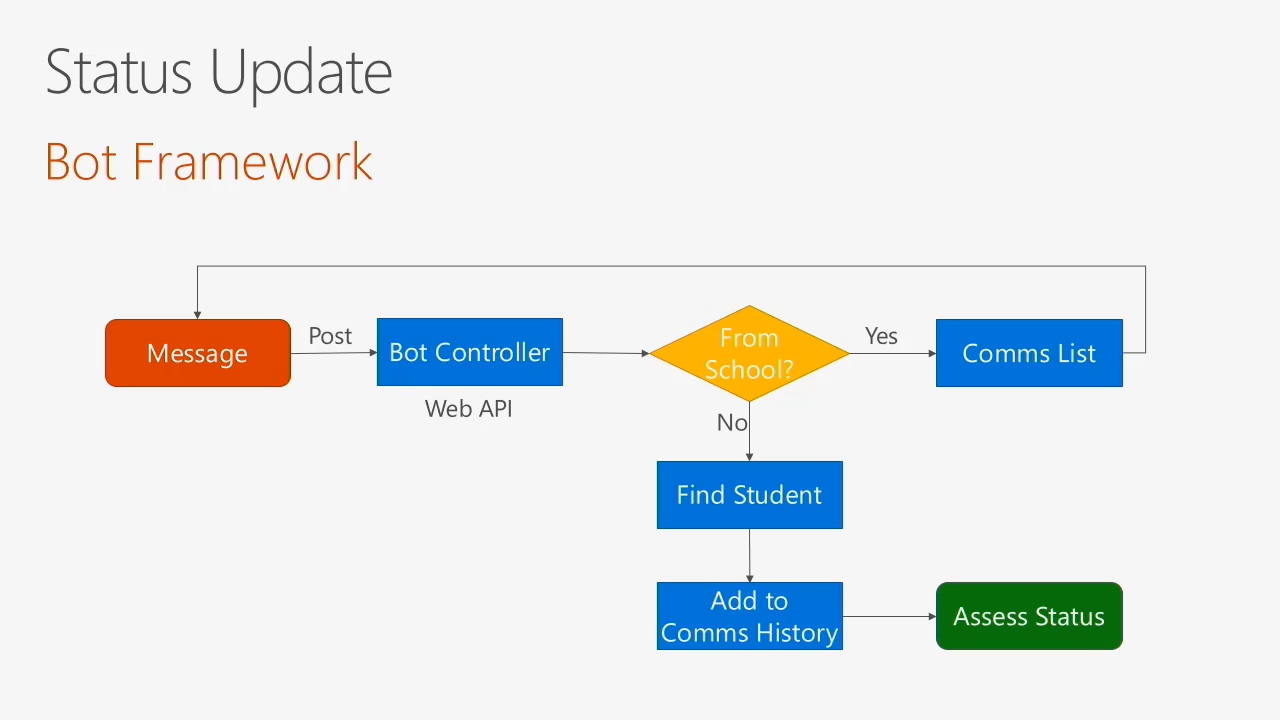 Status Update
Bot Framework
Message
Post
Bot Controller
Web API
From
School?
Yes
Comms List
No
Find Student
Add to
Comms History
Assess Status